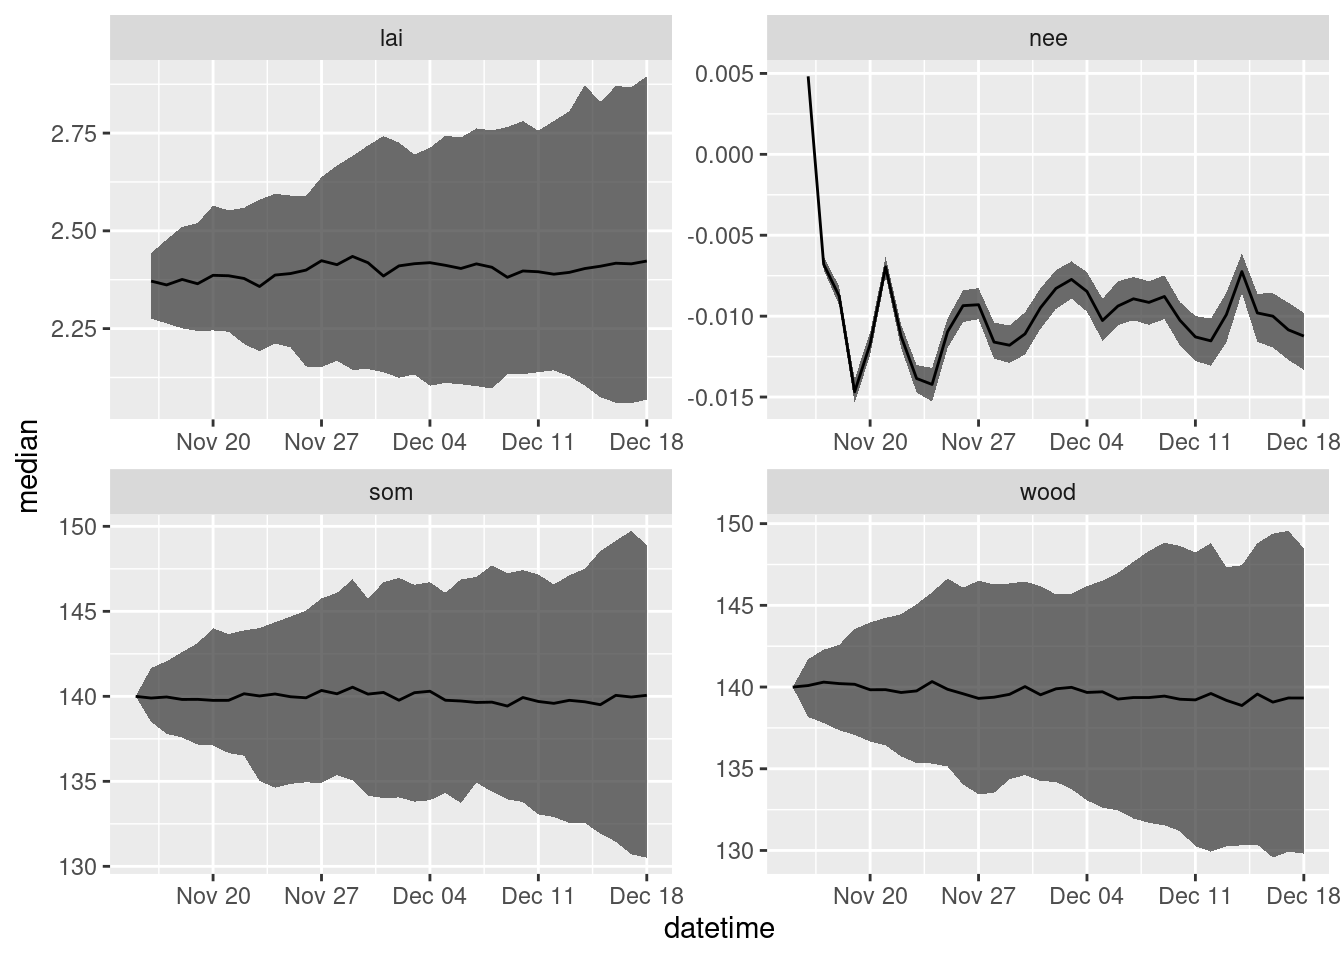 lai
nee
2.75
2.50
2.25
0.005
0.000
-0.005
-0.010
-0.015
Nov 20 Nov 27 Dec 04 Dec 11 Dec 18
Nov 20 Nov 27 Dec 04 Dec 11 Dec 18
median
som
wood
150
145
140
135
130
150
145
140
135
130
Nov 20 Nov 27 Dec 04 Dec 11 Dec 18
Nov 20 Nov 27 Dec 04 Dec 11 Dec 18
datetime